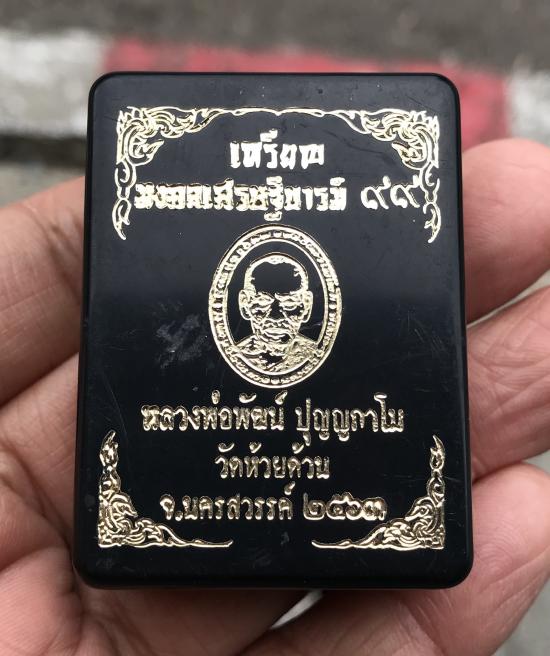 เหรียญ
มงคลเศรษฐีบารมี ๙๙
หลวงพ่อพัฒน์ ปุญญกาโม
วัดห้วยด้วน
จ.นครสวรรค์ ๒๕๖๓